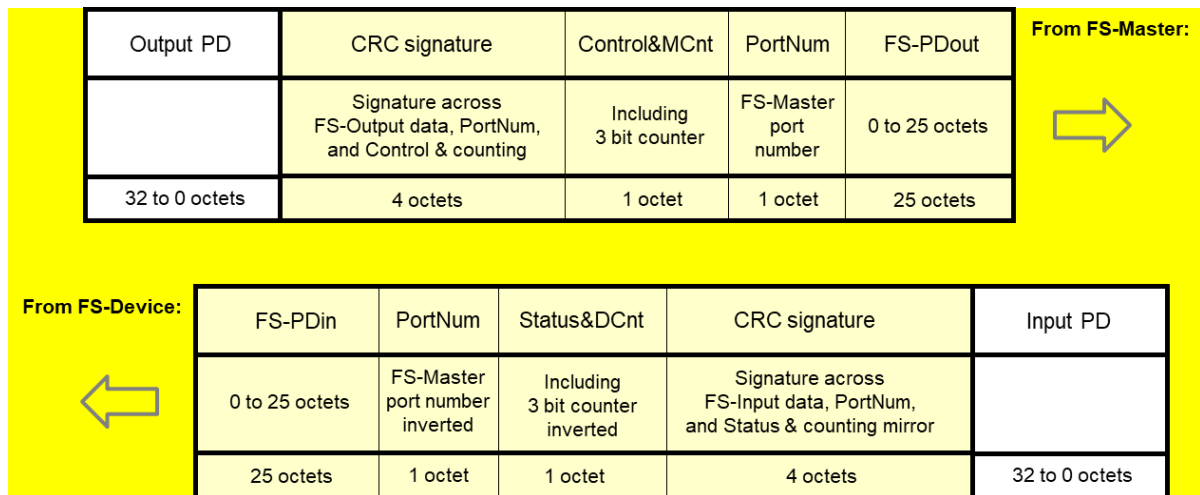 Output PD
CRC signature
Control&MCnt
PortNum
FS-PDout
From FS-Master:
Signature across
FS-Output data, PortNum,
and Control & counting
Including
3 bit counter
FS-Master
port
number
0 to 25 octets
32 to 0 octets
4 octets
1 octet
1 octet
25 octets
From FS-Device:
FS-PDin
PortNum
Status&DCnt
CRC signature
Input PD
0 to 25 octets
FS-Master
port number
inverted
Including
3 bit counter
inverted
Signature across
FS-Input data, PortNum,
and Status & counting mirror
25 octets
1 octet
1 octet
4 octets
32 to 0 octets